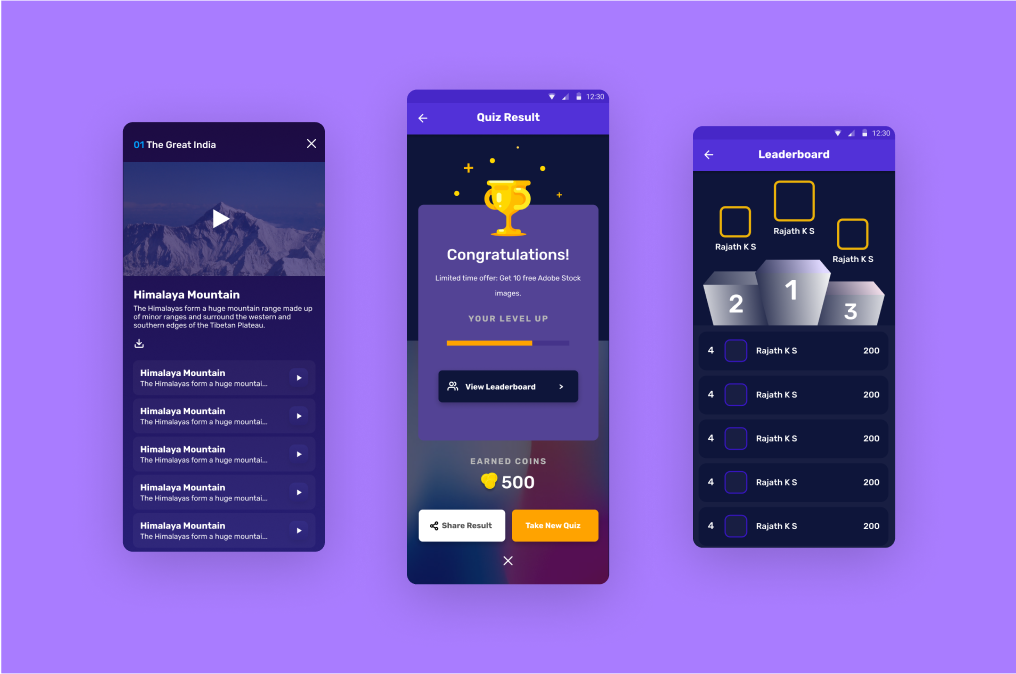 01 The Great India
Himalaya Mountain
The Himalayas form a huge mountain range made up
of minor ranges and surround the western and
southern edges of the Tibetan Plateau.
Himalaya Mountain
The Himalayas form a huge mountai...
Himalaya Mountain
The Himalayas form a huge mountai...
Himalaya Mountain
The Himalayas form a huge mountai...
Himalaya Mountain
The Himalayas form a huge mountai...
Himalaya Mountain
The Himalayas form a huge mountai...
12:30
Quiz Result
Congratulations!
Limited time offer: Get 10 free Adobe Stock
images.
YOUR LEVEL UP
View Leaderboard >
EARNED COINS
500
Share Result
Take New Quiz
12:30
Leaderboard
Rajath K S
Rajath K S
Rajath K S
1
2
3
4 Rajath K S 200
4 Rajath K S 200
4 Rajath K S 200
4 Rajath K S 200
4 Rajath K S 200